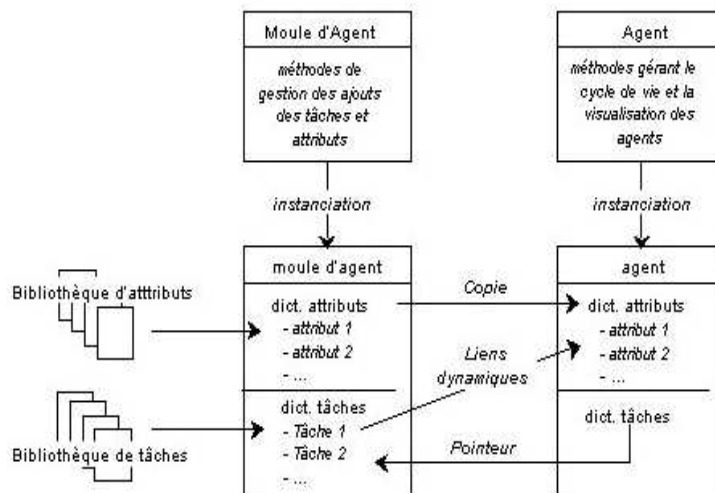 Moule d'Agent
méthodes de
gestion des ajouts
des tâches et
attributs
Agent
méthodes gérant le
cycle de vie et la
visualisation des
agents
instanciation
instanciation
Bibliothèque d'atttributs
Bibliothèque de tâches
moule d'agent
dict. attributs
- attribut 1
- attribut 2
- ...
dict. tâches
- Tâche 1
- Tâche 2
- ...
Copie
Liens
dynamiques
Pointeur
agent
dict. attributs
- attribut 1
- attribut 2
- ...
dict. tâches